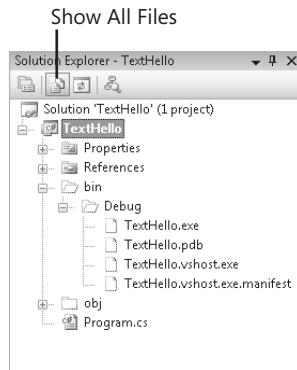 Show All Files
Solution Explorer - TextHello
Solution 'TextHello' (1 project)
TextHello
Properties
References
bin
Debug
TextHello.exe
TextHello.pdb
TextHello.vshost.exe
TextHello.vshost.exe.manifest
obj
Program.cs